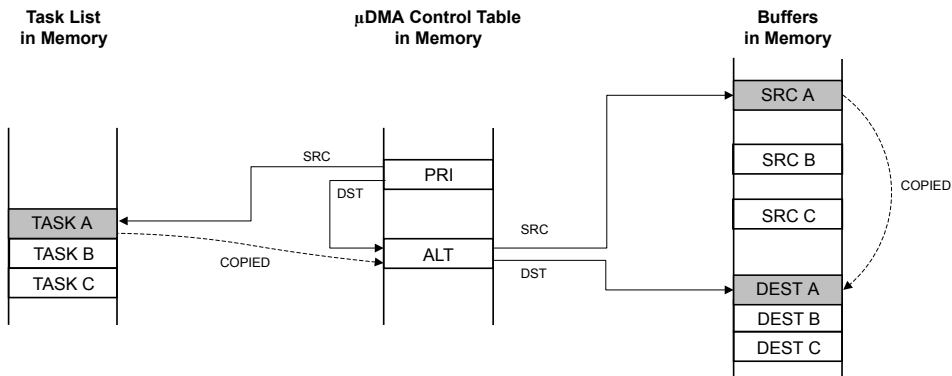 Task List
in Memory
µDMA Control Table
in Memory
Buffers
in Memory
SRC A
SRC
PRI
SRC B
COPIED
DST
TASK A
SRC C
SRC
TASK B
COPIED
ALT
DST
TASK C
DEST A
DEST B
DEST C